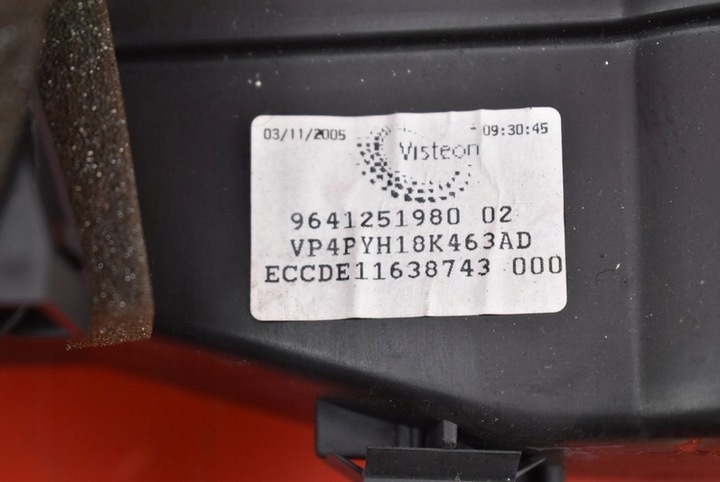 03/11/2005 09:30:45
Visteon
9641251980 02
VP4PYH18K463AD
ECCDE11638743 000